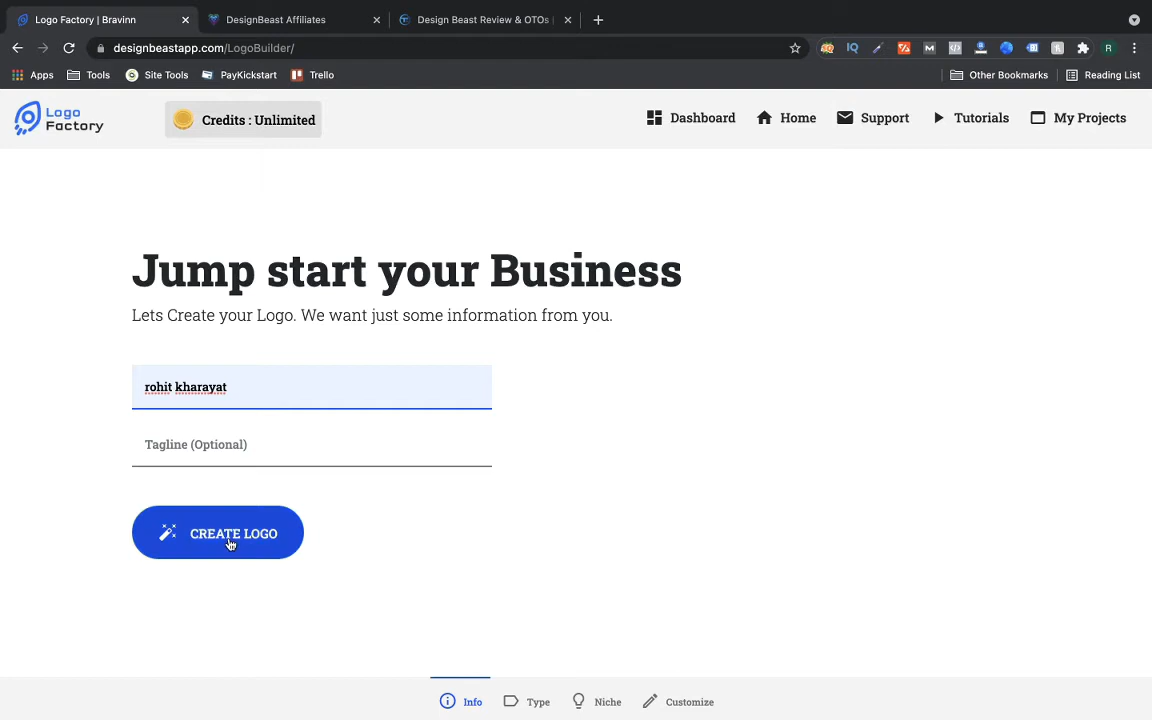 Logo Factory | Bravinn
DesignBeast Affiliates
Design Beast Review & OTOs
designbeastapp.com/LogoBuilder/
Apps
Tools
Site Tools
PayKickstart
Trello
Other Bookmarks
Reading List
Logo
Factory
Credits : Unlimited
Dashboard
Home
Support
Tutorials
My Projects
Jump start your Business
Lets Create your Logo. We want just some information from you.
rohit kharayat
Tagline (Optional)
CREATE LOGO
Info
Type
Niche
Customize